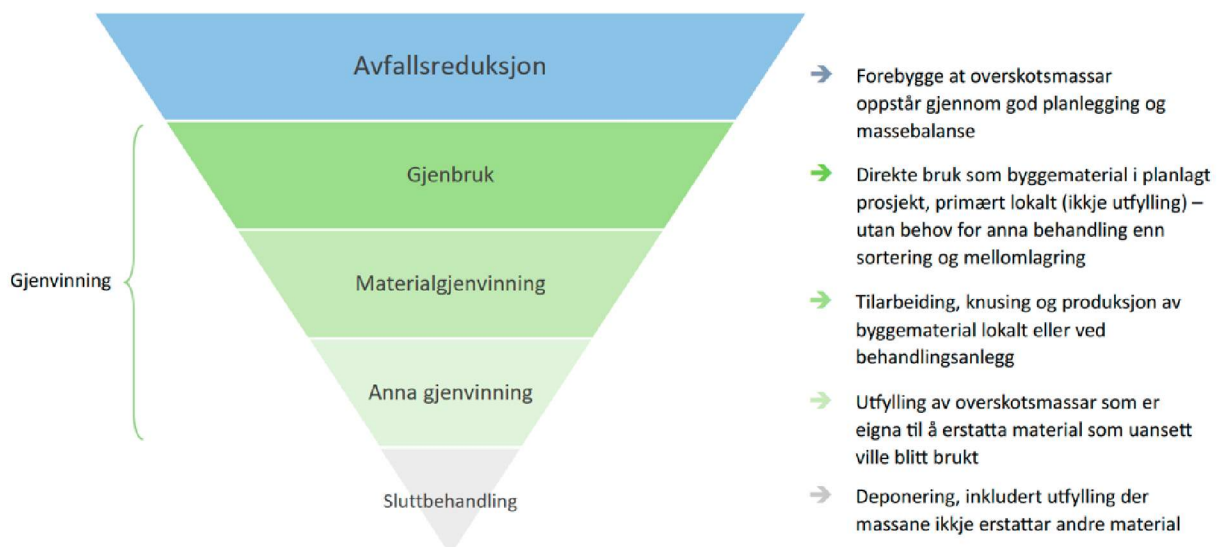 Avfallsreduksjon
Forebygge at overskotsmassar
oppstår gjennom god planlegging og
massebalanse
Gjenbruk
Direkte bruk som byggemateriał i planlagt
prosjekt, primært lokalt (ikkje utfylling) –
utan behov for anna behandling enn
sortering og mellomlagring
Gjenvinning
Materialgjenvinning
Tilarbeiding, knusing og produksjon av
byggematerial lokalt eller ved
behandlingsanlegg
Anna gjenvinning
Utfylling av overskotsmassar som er
eigna til å erstatta material som uansett
ville blitt brukt
Sluttbehandling
Deponering, inkludert utfylling der
massane ikkje erstattar andre material